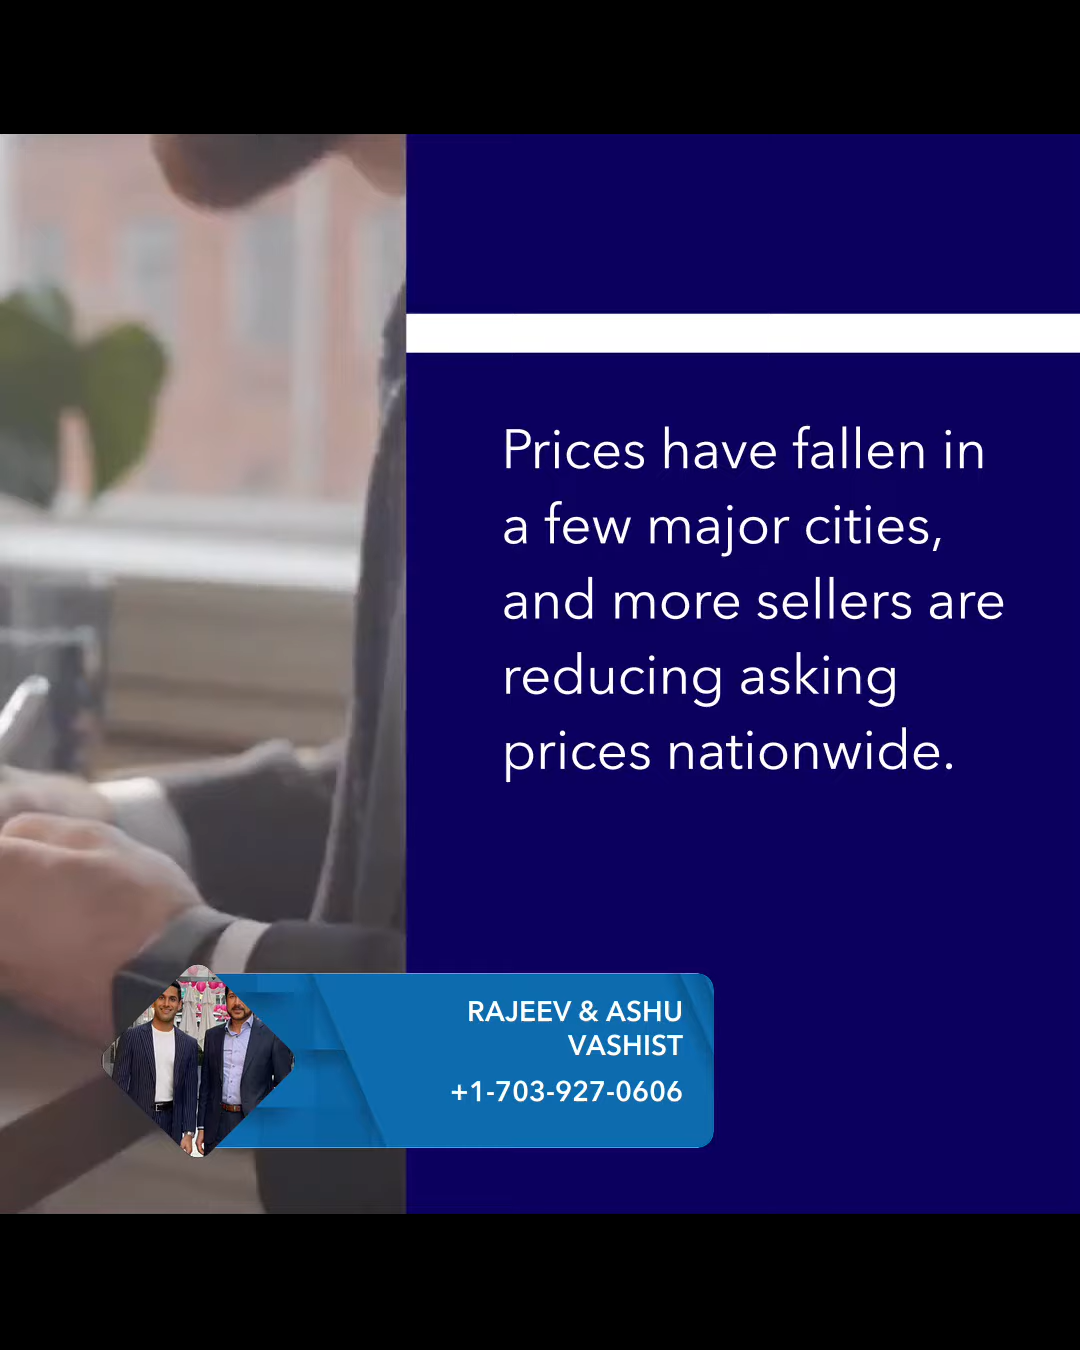 Prices have fallen in
a few major cities,
and more sellers are
reducing asking
prices nationwide.
RAJEEV & ASHU
VASHIST
+1-703-927-0606